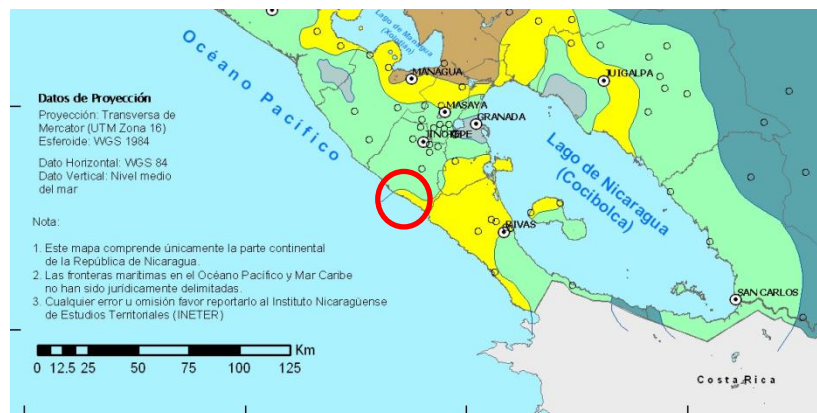 Lago de Managua
(Xolotlán)
Océano Pacífico
MANAGUA
JUIGALPA
MASAYA
GRANADA
Datos de Proyección
Proyección: Transversa de
Mercator (UTM Zona 16)
Esferoide: WGS 1984
Dato Horizontal: WGS 84
Dato Vertical: Nivel medio
del mar
Lago de Nicaragua
(Cocibolca)
RIVAS
Nota:
1. Este mapa comprende únicamente la parte continental
de la República de Nicaragua.
2. Las fronteras marítimas en el Océano Pacífico y Mar Caribe
no han sido jurídicamente delimitadas.
3. Cualquier error u omisión favor reportarlo al Instituto Nicaragüense
de Estudios Territoriales (INETER)
SAN CARLOS
Km
0 12.5 25 50 75 100 125
Costa Rica